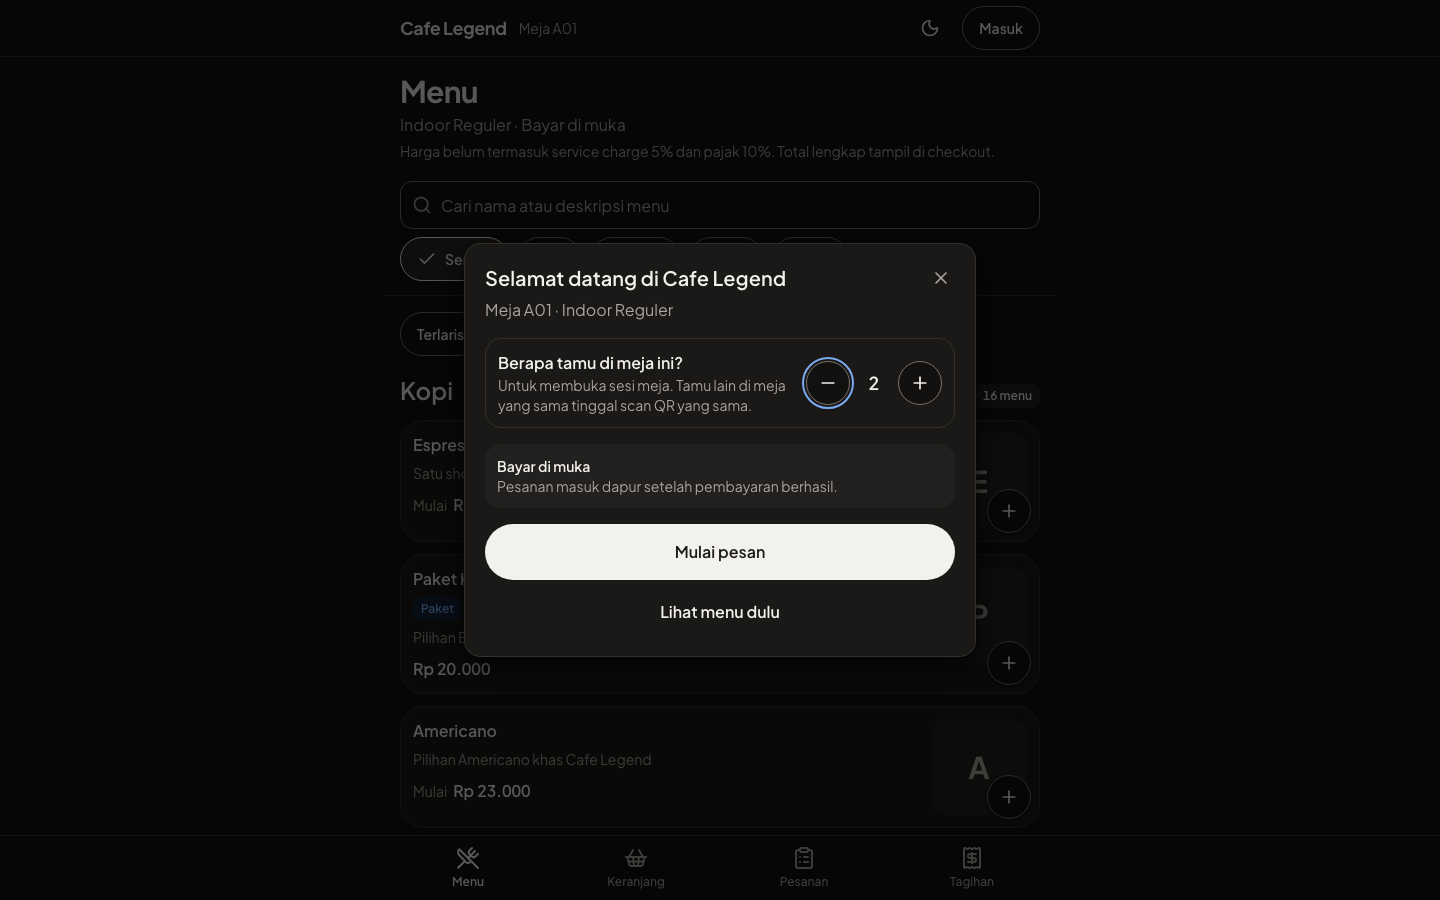 Cafe Legend Meja A01
Masuk
Menu
Indoor Reguler · Bayar di muka
Harga belum termasuk service charge 5% dan pajak 10%. Total lengkap tampil di checkout.
Cari nama atau deskripsi menu
Selamat datang di Cafe Legend
Meja A01 · Indoor Reguler
Berapa tamu di meja ini?
Untuk membuka sesi meja. Tamu lain di meja
yang sama tinggal scan QR yang sama.
2
Bayar di muka
Pesanan masuk dapur setelah pembayaran berhasil.
Mulai pesan
Lihat menu dulu
Terlaris
Kopi
16 menu
Satu
Mulai
Paket
Paket
Pilihan
Rp 20.000
Americano
Pilihan Americano khas Cafe Legend
Mulai Rp 23.000
A
Menu
Keranjang
Pesanan
Tagihan